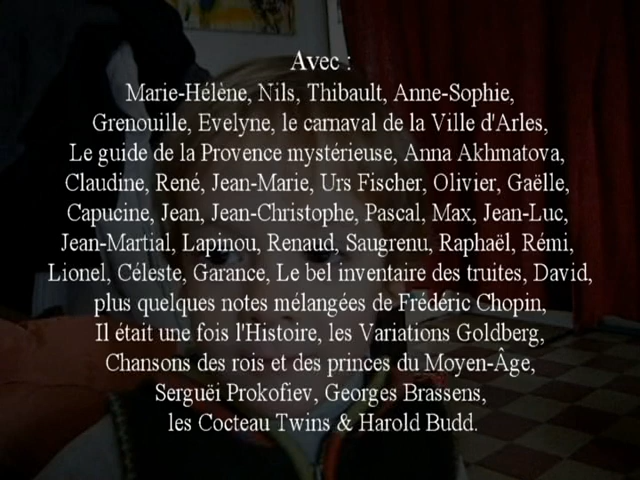 Avec :
Marie-Hélène, Nils, Thibault, Anne-Sophie,
Grenouille, Evelyne, le carnaval de la Ville d'Arles,
Le guide de la Provence mystérieuse, Anna Akhmatova,
Claudine, René, Jean-Marie, Urs Fischer, Olivier, Gaëlle,
Capucine, Jean, Jean-Christophe, Pascal, Max, Jean-Luc,
Jean-Martial, Lapinou, Renaud, Saugrenu, Raphaël, Rémi,
Lionel, Céleste, Garance, Le bel inventaire des truites, David,
plus quelques notes mélangées de Frédéric Chopin,
Il était une fois l'Histoire, les Variations Goldberg,
Chansons des rois et des princes du Moyen-Âge,
Serguëi Prokofiev, Georges Brassens,
les Cocteau Twins & Harold Budd.